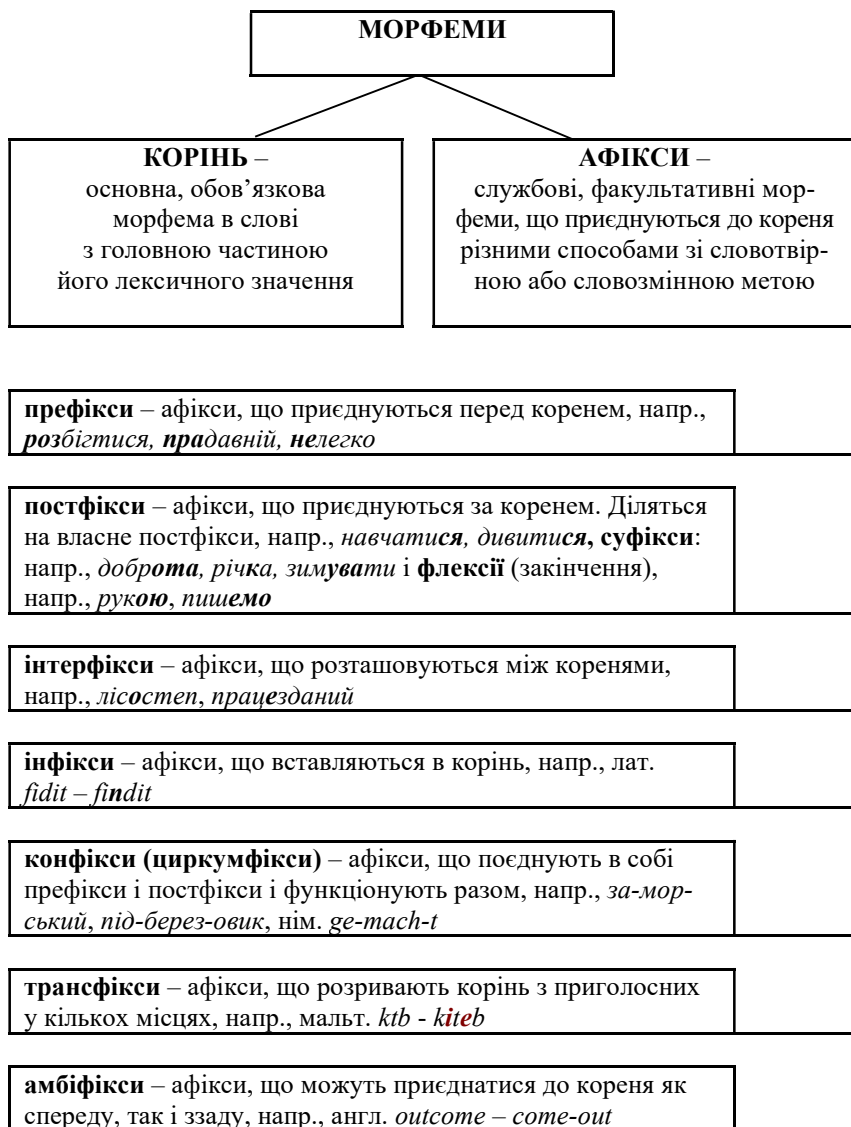 МОРФЕМИ
КОРІНЬ –
основна, обов’язкова
морфема в слові
з головною частиною
його лексичного значення
АФІКСИ –
службові, факультативні мор-
феми, що приєднуються до кореня
різними способами зі словотвір-
ною або словозмінною метою
префікси – афікси, що приєднуються перед коренем, напр.,
розбігтися, прадавній, нелегко
постфікси – афікси, що приєднуються за коренем. Діляться
на власне постфікси, напр., навчатися, дивитися, суфікси:
напр., доброта, річка, зимувати і флексії (закінчення),
напр., рукою, пишемо
інтерфікси – афікси, що розташовуються між коренями,
напр., лісостеп, працезданий
інфікси – афікси, що вставляються в корінь, напр., лат.
fidit – findit
конфікси (циркумфікси) – афікси, що поєднують в собі
префікси і постфікси і функціонують разом, напр., за-мор-
ський, під-берез-овик, нім. ge-mach-t
трансфікси – афікси, що розривають корінь з приголосних
у кількох місцях, напр., мальт. ktb - kiteb
амбіфікси – афікси, що можуть приєднатися до кореня як
спереду, так і ззаду, напр., англ. outcome – come-out